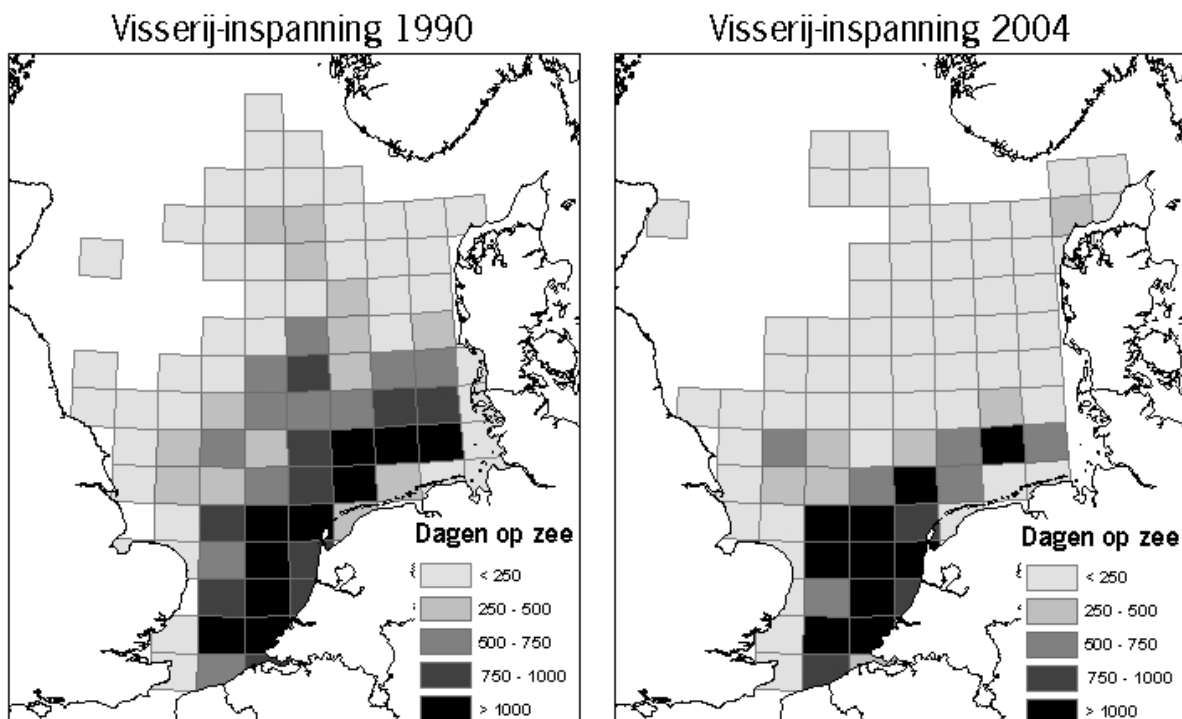 Visserij-inspanning 1990
Dagen op zee
< 250
250 - 500
500 - 750
750 - 1000
> 1000
Visserij-inspanning 2004
Dagen op zee
< 250
250 - 500
500 - 750
750 - 1000
> 1000